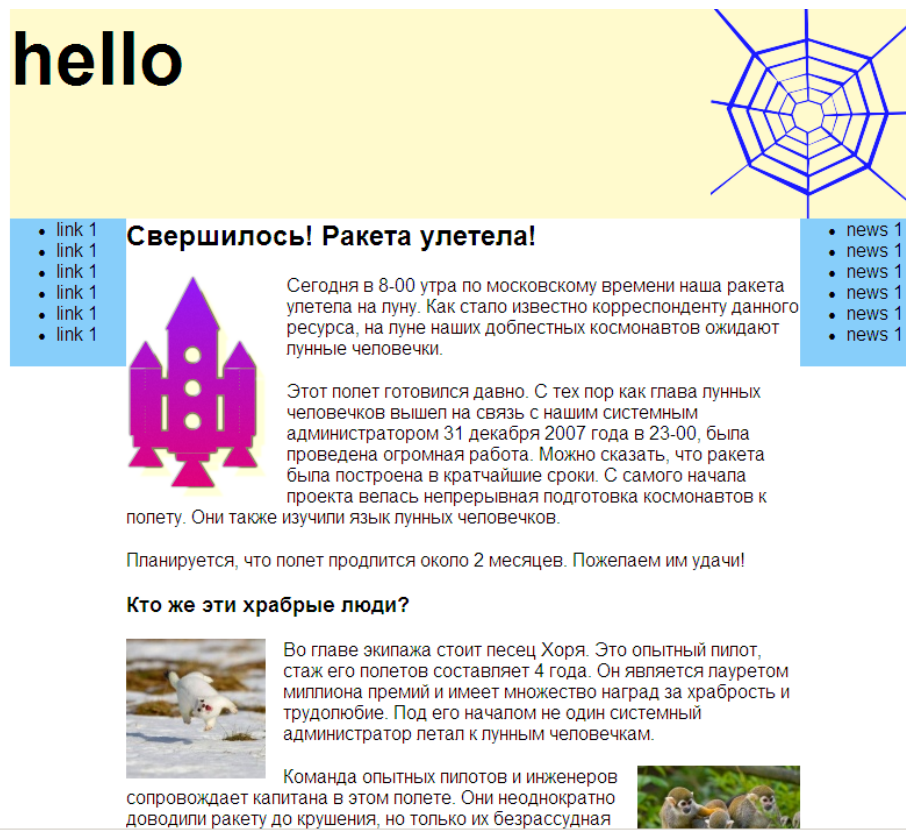 hello
link 1
link 1
link 1
link 1
link 1
link 1
Свершилось! Ракета улетела!
Сегодня в 8-00 утра по московскому времени наша ракета
улетела на луну. Как стало известно корреспонденту данного
ресурса, на луне наших доблестных космонавтов ожидают
лунные человечки.
Этот полет готовился давно. С тех пор как глава лунных
человечков вышел на связь с нашим системным
администратором 31 декабря 2007 года в 23-00, была
проведена огромная работа. Можно сказать, что ракета
была построена в кратчайшие сроки. С самого начала
проекта велась непрерывная подготовка космонавтов к
полету. Они также изучили язык лунных человечков.
Планируется, что полет продлится около 2 месяцев. Пожелаем им удачи!
Кто же эти храбрые люди?
Во главе экипажа стоит песец Хоря. Это опытный пилот,
стаж его полетов составляет 4 года. Он является лауретом
миллиона премий и имеет множество наград за храбрость и
трудолюбие. Под его началом не один системный
администратор летал к лунным человечкам.
Команда опытных пилотов и инженеров
сопровождает капитана в этом полете. Они неоднократно
доводили ракету до крушения, но только их безрассудная
news 1
news 1
news 1
news 1
news 1
news 1